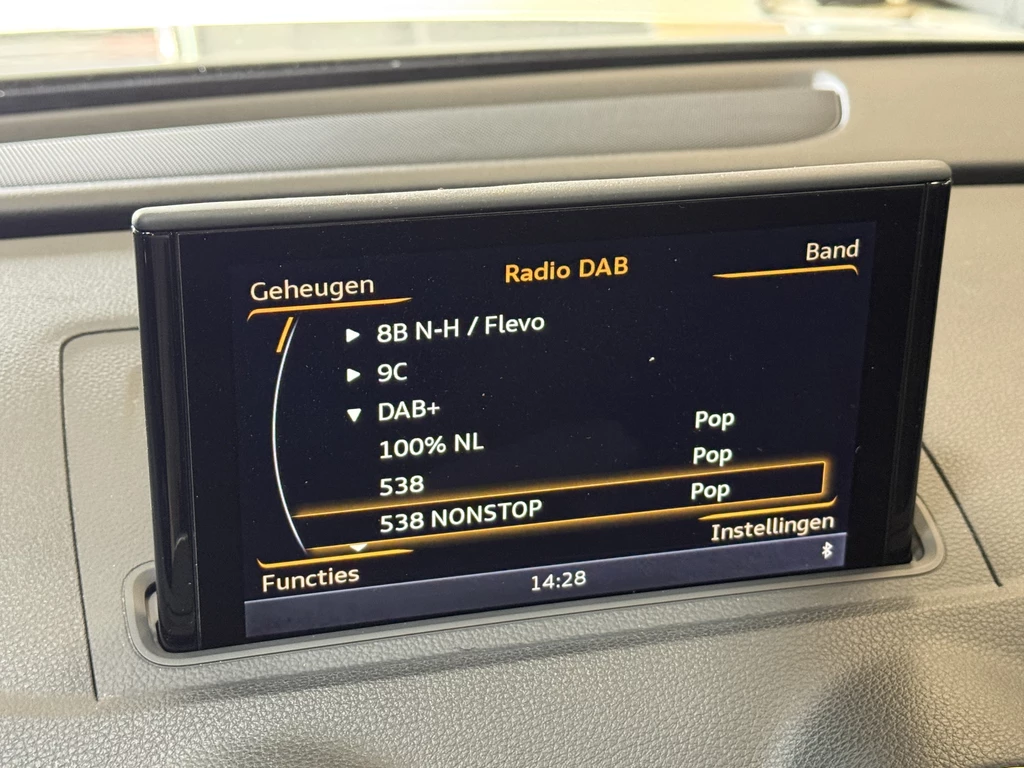 Geheugen
Radio DAB
Band
8B N-H / Flevo
9C
DAB+
100% NL Pop
538 Pop
538 NONSTOP Pop
Functies
Instellingen
14:28